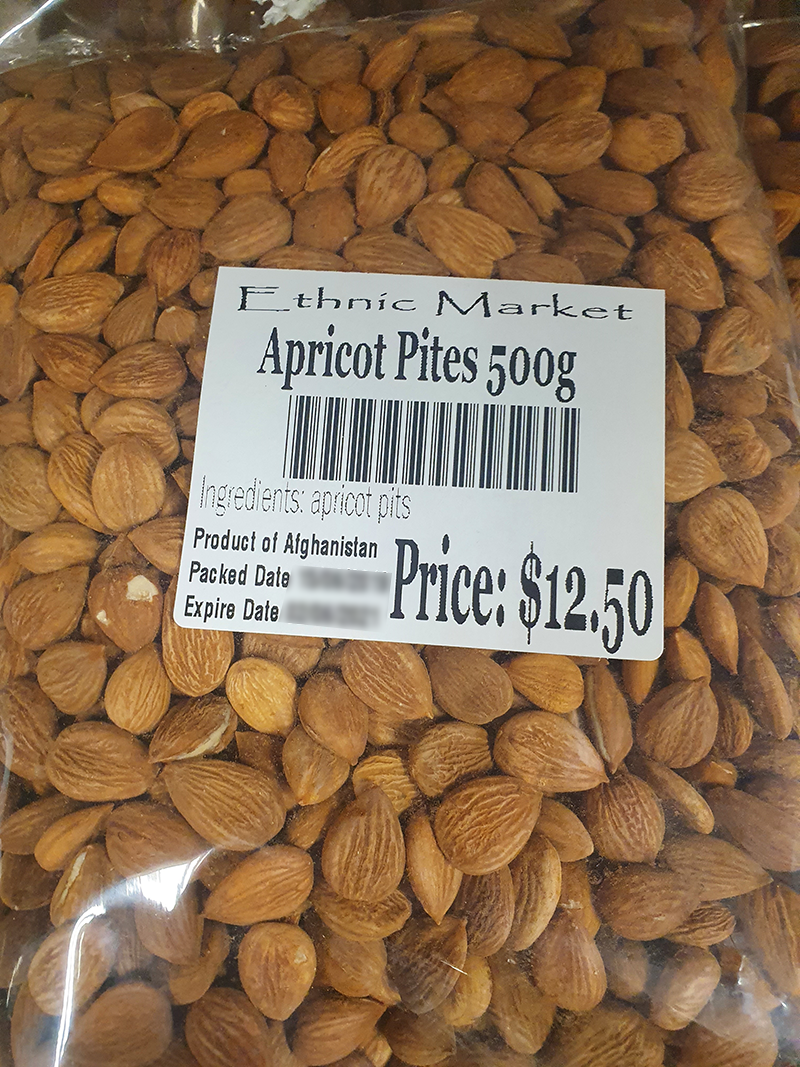 Ethnic Market
Apricot Pites 500g
Ingredients: apricot pits
Product of Afghanistan
Packed Date
Expire Date
Price: $12.50